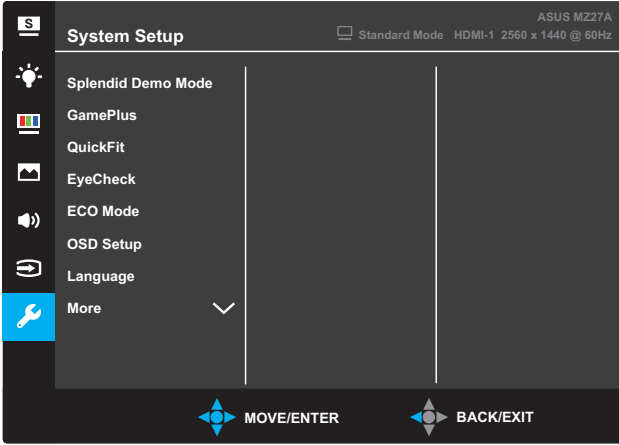 S
ASUS MZ27A
System Setup
Standard Mode HDMI-1 2560 x 1440 @ 60Hz
Splendid Demo Mode
GamePlus
QuickFit
EyeCheck
ECO Mode
OSD Setup
Language
More
MOVE/ENTER BACK/EXIT